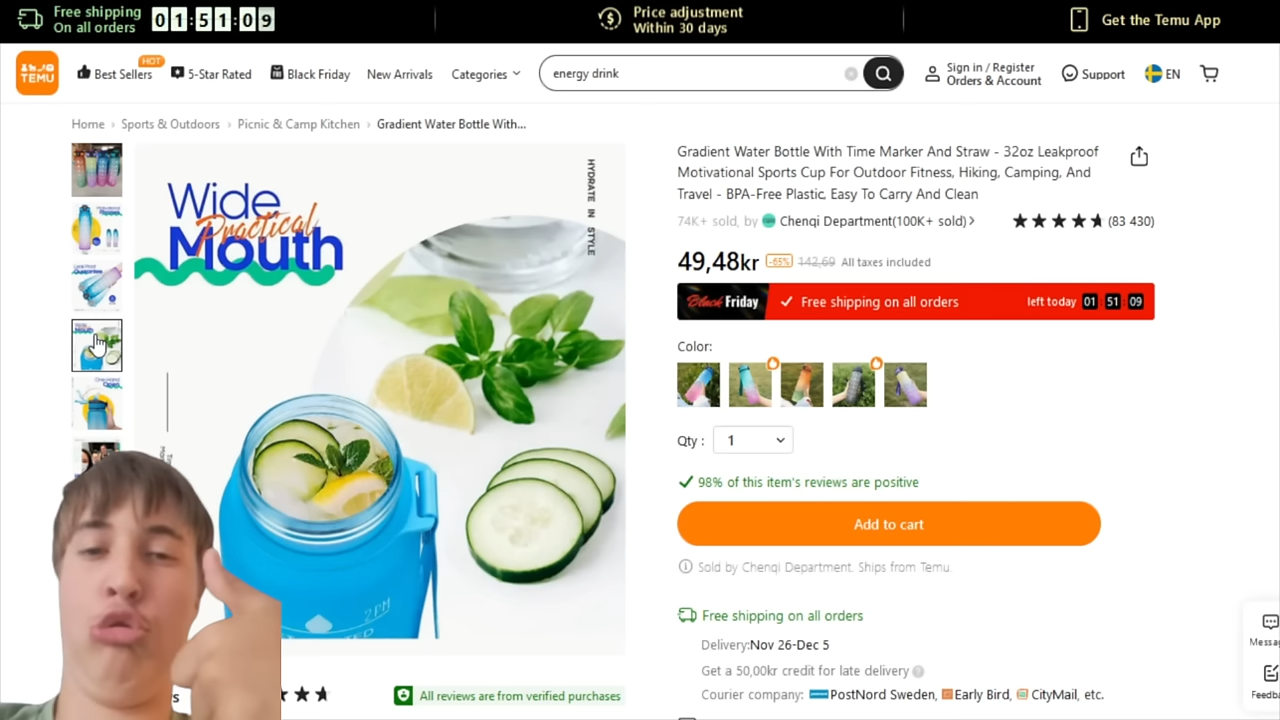 Free shipping
On all orders
01:51:09
Price adjustment
Within 30 days
Get the Temu App
TEMU
Best Sellers
HOT
5-Star Rated
Black Friday
New Arrivals
Categories
energy drink
Sign in / Register
Orders & Account
Support
EN
Home › Sports & Outdoors › Picnic & Camp Kitchen › Gradient Water Bottle With...
Wide
Practical
Mouth
HYDRATE IN STYLE
2PM
Gradient Water Bottle With Time Marker And Straw - 32oz Leakproof
Motivational Sports Cup For Outdoor Fitness, Hiking, Camping, And
Travel - BPA-Free Plastic, Easy To Carry And Clean
74K+ sold, by Chenqi Department(100K+ sold)
(83 430)
49,48kr -65% 142,69 All taxes included
Black Friday
Free shipping on all orders
left today 01 51 09
Color:
Qty : 1
98% of this item's reviews are positive
Add to cart
Sold by Chenqi Department. Ships from Temu.
Free shipping on all orders
Delivery:Nov 26-Dec 5
Get a 50,00kr credit for late delivery
Courier company: PostNord Sweden, Early Bird, CityMail, etc.
All reviews are from verified purchases